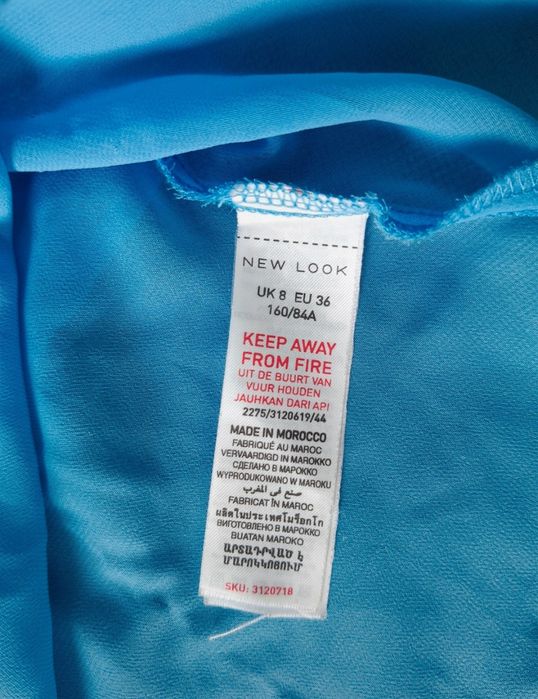 NEW LOOK
UK 8 EU 36
160/84A
KEEP AWAY
FROM FIRE
UIT DE BUURT VAN
VUUR HOUDEN
JAUHKAN DARI API
2275/3120619/44
MADE IN MOROCCO
FABRIQUÉ AU MAROC
VERVAARDIGD IN MAROKKO
СДЕЛАНО В МАРОККО
WYPRODUKOWANO W MAROKU
صنع في المغرب
FABRICAT ÎN MAROC
ผลิตในประเทศโมร็อกโก
ВИГОТОВЛЕНО В МАРОККО
BUATAN MAROKO
ԱՐՏԱԴՐՎԱԾ Է
ՄԱՐՈԿԿՈՅՈՒՄ
SKU: 3120718